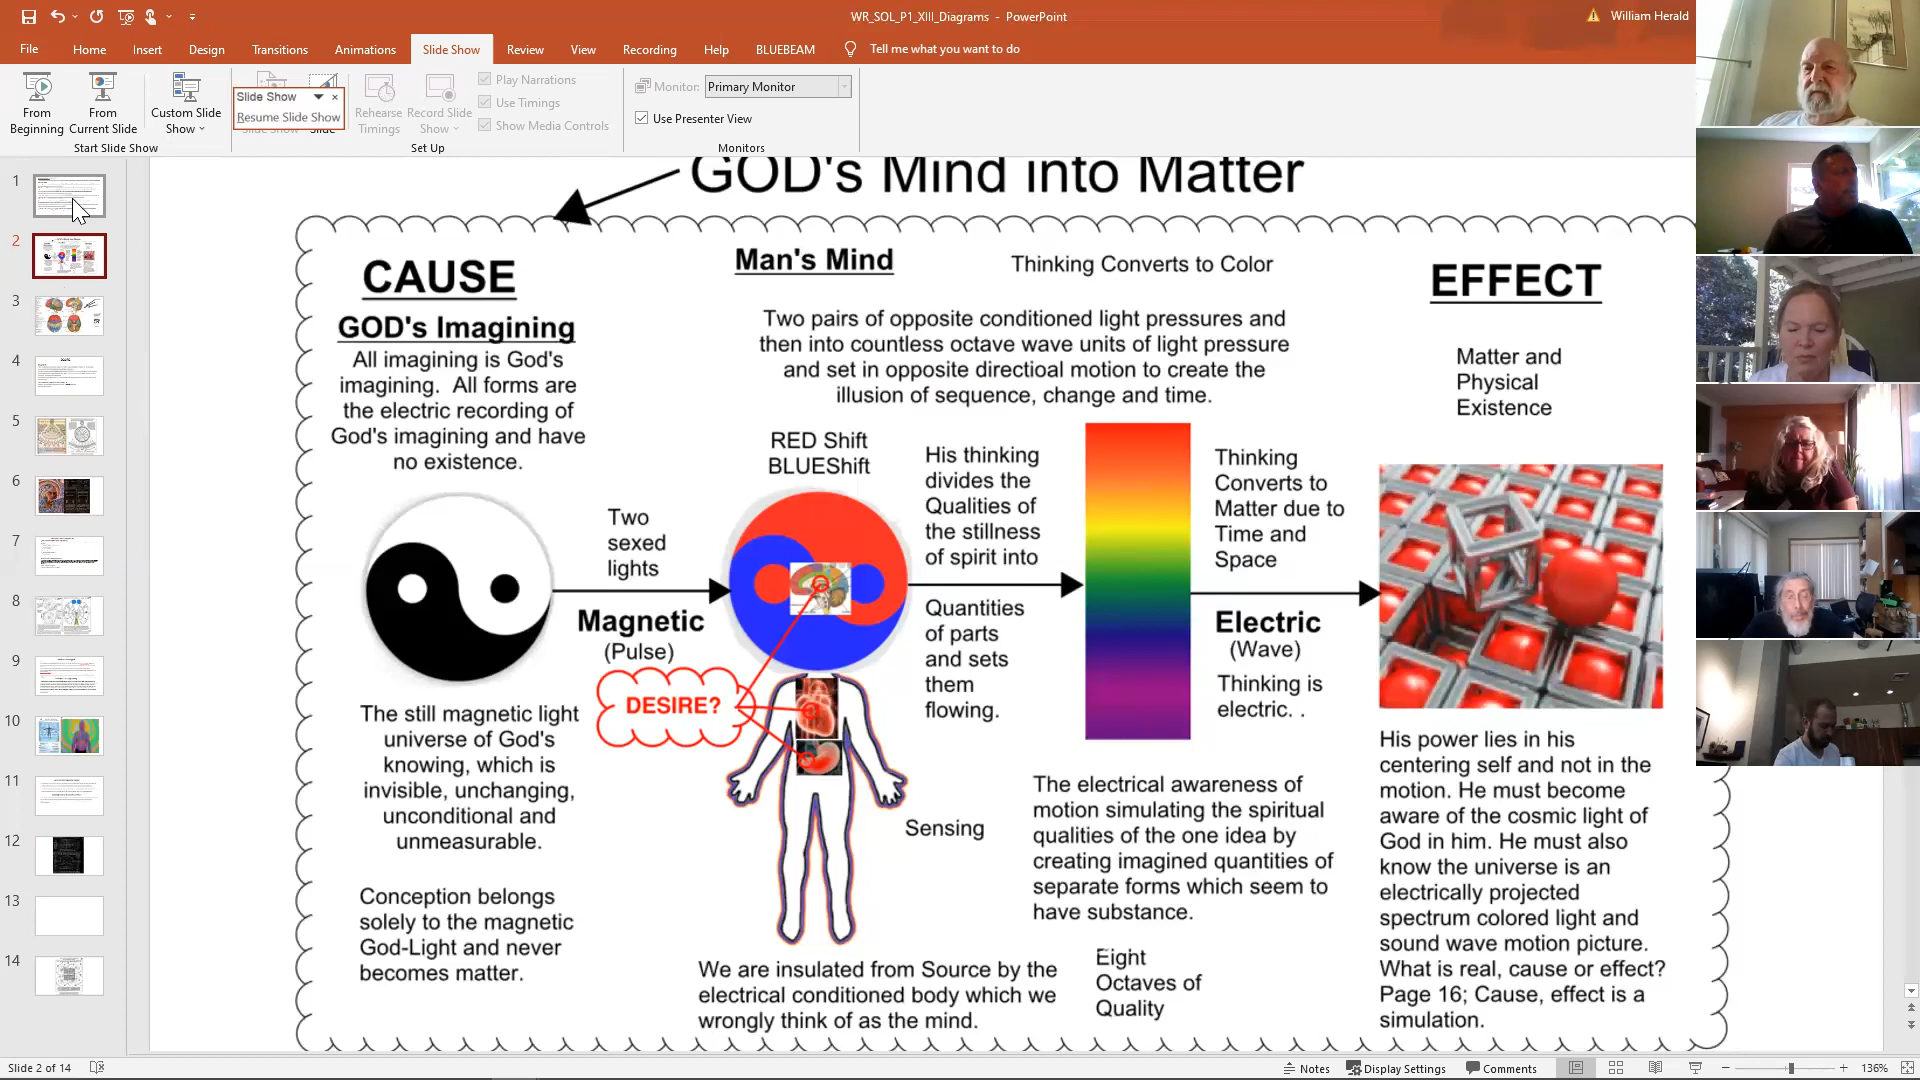 WR_SOL_P1_XIII_Diagrams - PowerPoint
William Herald
File
Home
Insert
Design
Transitions
Animations
Slide Show
Review
View
Recording
Help
BLUEBEAM
Tell me what you want to do
From
Beginning
From
Current Slide
Custom Slide
Show
Slide Show
Resume Slide Show
Rehearse
Timings
Record Slide
Show
Play Narrations
Use Timings
Show Media Controls
Monitor:
Primary Monitor
Use Presenter View
Start Slide Show
Set Up
Monitors
1
2
3
4
5
6
7
8
9
10
11
12
13
14
GOD's Mind into Matter
CAUSE
GOD's Imagining
All imagining is God's
imagining. All forms are
the electric recording of
God's imagining and have
no existence.
Man's Mind
Thinking Converts to Color
Two pairs of opposite conditioned light pressures and
then into countless octave wave units of light pressure
and set in opposite directioal motion to create the
illusion of sequence, change and time.
EFFECT
Matter and
Physical
Existence
RED Shift
BLUEShift
Two
sexed
lights
Magnetic
(Pulse)
DESIRE?
His thinking
divides the
Qualities of
the stillness
of spirit into
Quantities
of parts
and sets
them
flowing.
Thinking
Converts to
Matter due to
Time and
Space
Electric
(Wave)
Thinking is
electric. .
The still magnetic light
universe of God's
knowing, which is
invisible, unchanging,
unconditional and
unmeasurable.
Conception belongs
solely to the magnetic
God-Light and never
becomes matter.
Sensing
We are insulated from Source by the
electrical conditioned body which we
wrongly think of as the mind.
The electrical awareness of
motion simulating the spiritual
qualities of the one idea by
creating imagined quantities of
separate forms which seem to
have substance.
Eight
Octaves of
Quality
His power lies in his
centering self and not in the
motion. He must become
aware of the cosmic light of
God in him. He must also
know the universe is an
electrically projected
spectrum colored light and
sound wave motion picture.
What is real, cause or effect?
Page 16; Cause, effect is a
simulation.
Slide 2 of 14
Notes
Display Settings
Comments
136%